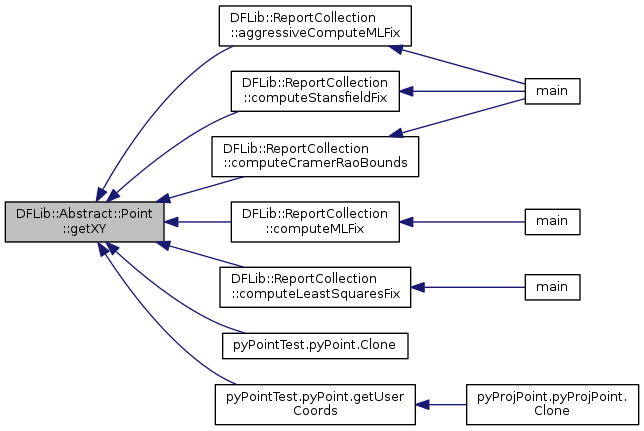 DFLib::Abstract::Point
::getXY
DFLib::ReportCollection
::aggressiveComputeMLFix
DFLib::ReportCollection
::computeStansfieldFix
DFLib::ReportCollection
::computeCramerRaoBounds
main
DFLib::ReportCollection
::computeMLFix
main
DFLib::ReportCollection
::computeLeastSquaresFix
main
pyPointTest.pyPoint.Clone
pyPointTest.pyPoint.getUser
Coords
pyProjPoint.pyProjPoint.
Clone